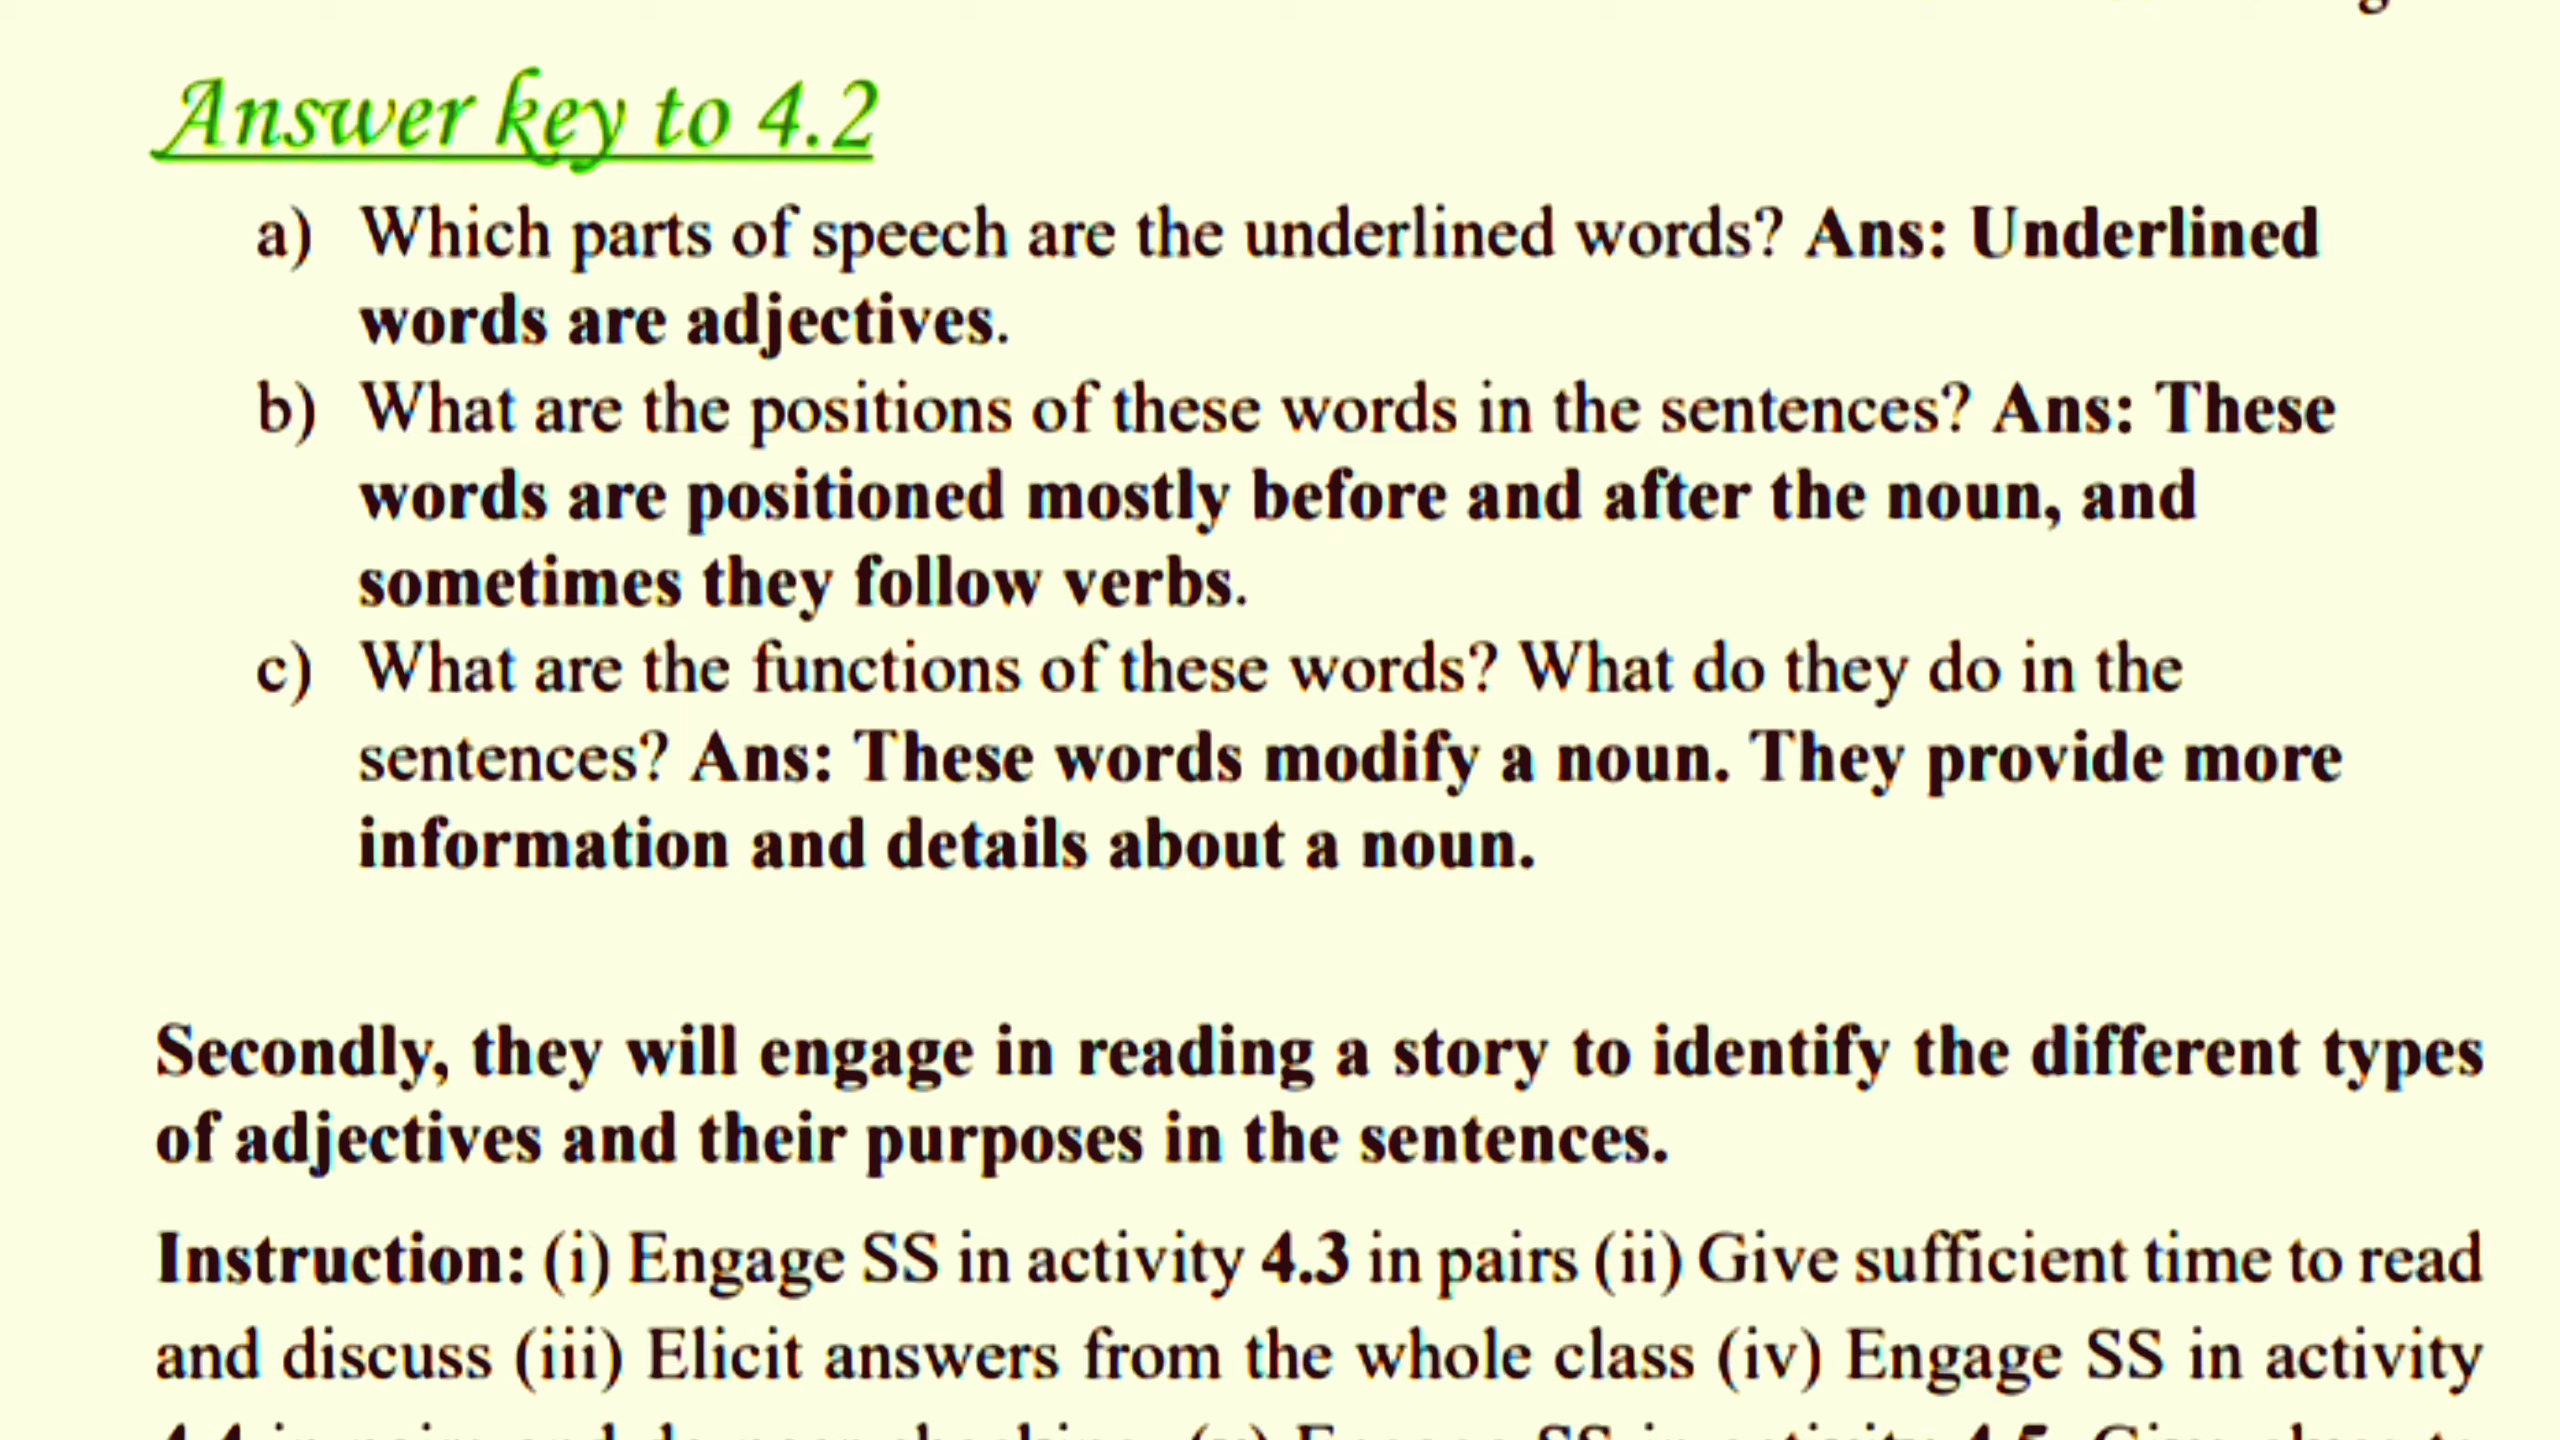 Answer key to 4.2
a) Which parts of speech are the underlined words? Ans: Underlined
words are adjectives.
b) What are the positions of these words in the sentences? Ans: These
words are positioned mostly before and after the noun, and
sometimes they follow verbs.
c) What are the functions of these words? What do they do in the
sentences? Ans: These words modify a noun. They provide more
information and details about a noun.
Secondly, they will engage in reading a story to identify the different types
of adjectives and their purposes in the sentences.
Instruction: (i) Engage SS in activity 4.3 in pairs (ii) Give sufficient time to read
and discuss (iii) Elicit answers from the whole class (iv) Engage SS in activity